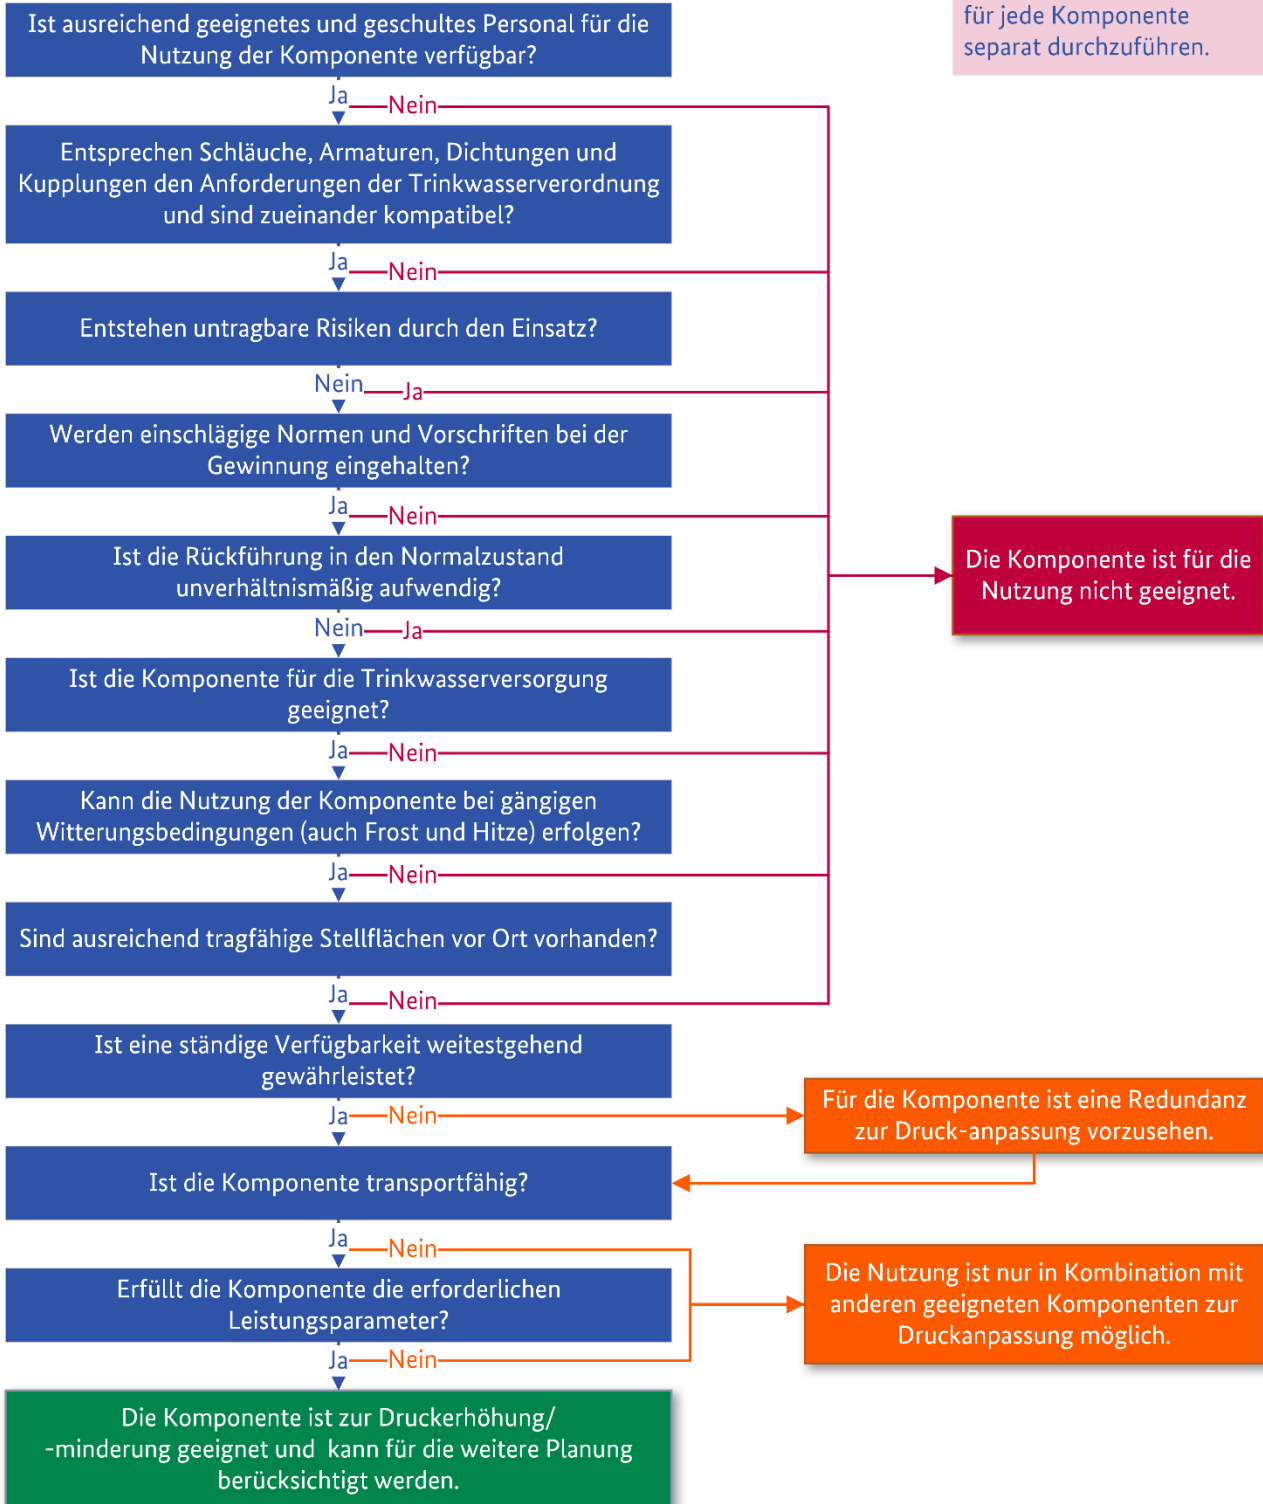 Ist ausreichend geeignetes und geschultes Personal für die
Nutzung der Komponente verfügbar?
für jede Komponente
separat durchzuführen.
Ja
Nein
Entsprechen Schläuche, Armaturen, Dichtungen und
Kupplungen den Anforderungen der Trinkwasserverordnung
und sind zueinander kompatibel?
Ja
Nein
Entstehen untragbare Risiken durch den Einsatz?
Nein
Ja
Werden einschlägige Normen und Vorschriften bei der
Gewinnung eingehalten?
Ja
Nein
Ist die Rückführung in den Normalzustand
unverhältnismäßig aufwendig?
Die Komponente ist für die
Nutzung nicht geeignet.
Nein
Ja
Ist die Komponente für die Trinkwasserversorgung
geeignet?
Ja
Nein
Kann die Nutzung der Komponente bei gängigen
Witterungsbedingungen (auch Frost und Hitze) erfolgen?
Ja
Nein
Sind ausreichend tragfähige Stellflächen vor Ort vorhanden?
Ja
Nein
Ist eine ständige Verfügbarkeit weitestgehend
gewährleistet?
Ja
Nein
Für die Komponente ist eine Redundanz
zur Druck-anpassung vorzusehen.
Ist die Komponente transportfähig?
Ja
Nein
Erfüllt die Komponente die erforderlichen
Leistungsparameter?
Die Nutzung ist nur in Kombination mit
anderen geeigneten Komponenten zur
Druckanpassung möglich.
Ja
Nein
Die Komponente ist zur Druckerhöhung/
-minderung geeignet und kann für die weitere Planung
berücksichtigt werden.